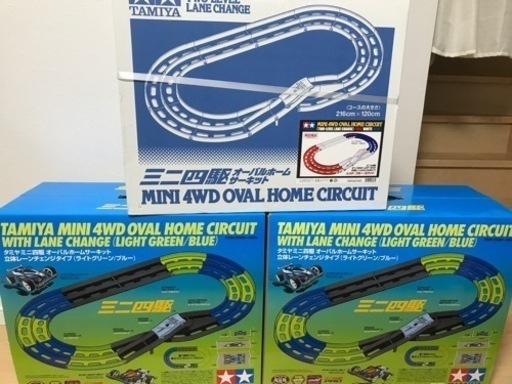 TAMIYA
TWO LEVEL
LANE CHANGE
(コースの大きさ)
216cm×120cm
MINI 4WD OVAL HOME CIRCUIT
ミニ四駆 オーバルホーム
サーキット
MINI 4WD OVAL HOME CIRCUIT
TAMIYA MINI 4WD OVAL HOME CIRCUIT
WITH LANE CHANGE (LIGHT GREEN/BLUE)
タミヤミニ四駆 オーバルホームサーキット
立体レーンチェンジタイプ (ライトグリーン/ブルー)
ミニ四駆
TAMIYA MINI 4WD OVAL HOME CIRCUIT
WITH LANE CHANGE (LIGHT GREEN/BLUE)
タミヤミニ四駆 オーバルホームサーキット
立体レーンチェンジタイプ (ライトグリーン/ブルー)
ミニ四駆